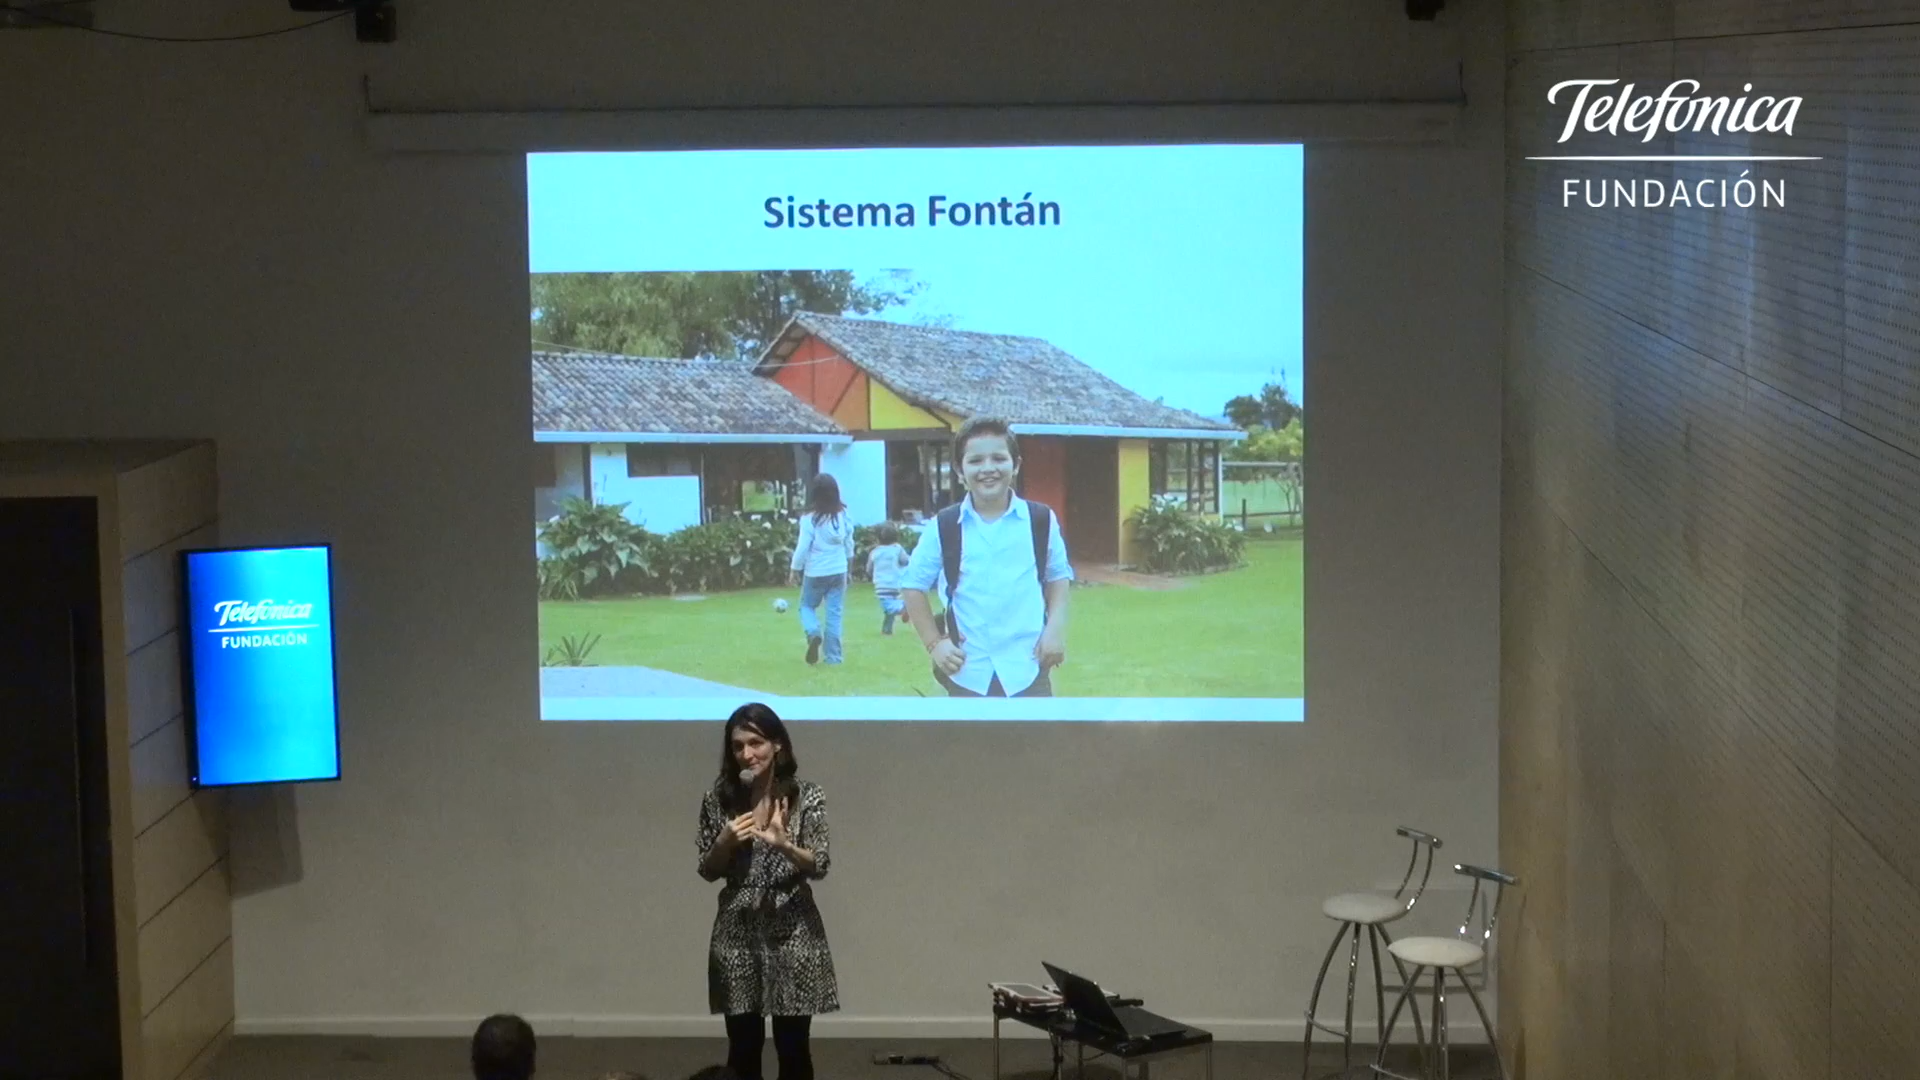 Telefónica
FUNDACIÓN
Sistema Fontán
Telefónica
FUNDACIÓN